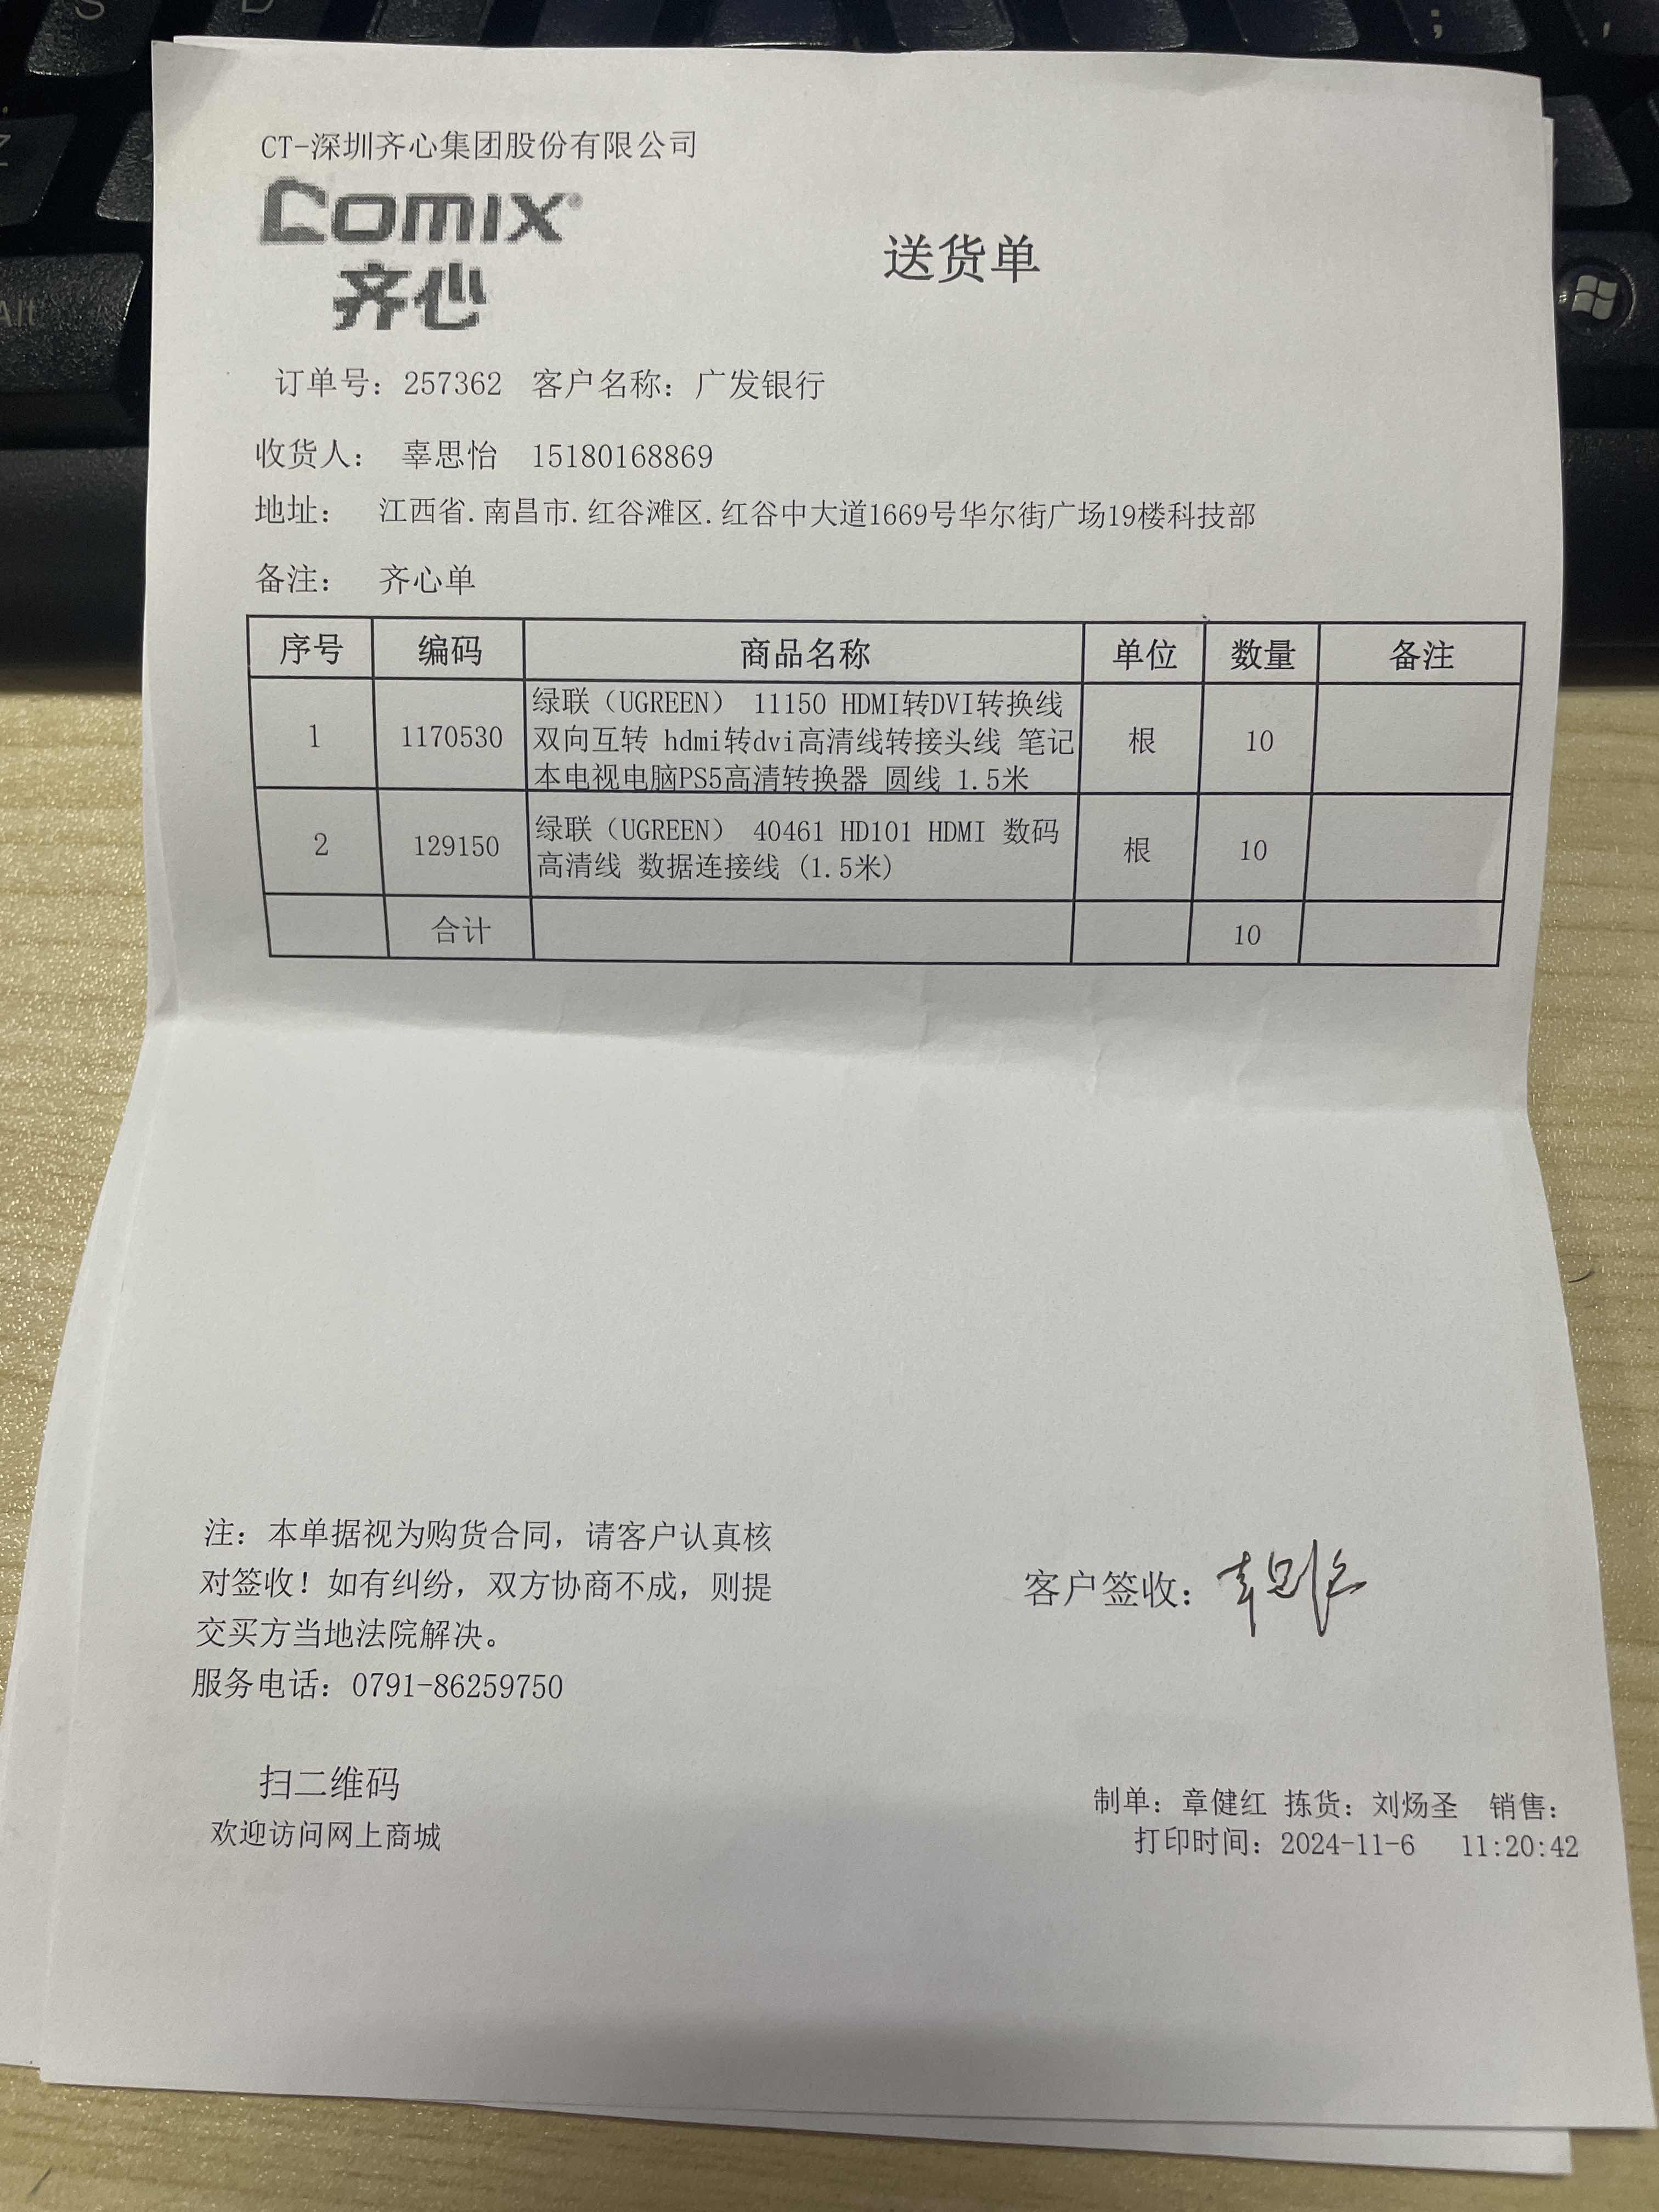 CT-深圳齐心集团股份有限公司
Comix®
齐心
送货单
订单号：257362 客户名称：广发银行
收货人： 辜思怡 15180168869
地址： 江西省.南昌市.红谷滩区.红谷中大道1669号华尔街广场19楼科技部
备注： 齐心单
序号 编码 商品名称 单位 数量 备注
1 1170530 绿联（UGREEN） 11150 HDMI转DVI转换线
双向互转 hdmi转dvi高清线转接头线 笔记
本电视电脑PS5高清转换器 圆线 1.5米 根 10
2 129150 绿联（UGREEN） 40461 HD101 HDMI 数码
高清线 数据连接线 (1.5米) 根 10
合计 10
注：本单据视为购货合同，请客户认真核
对签收！如有纠纷，双方协商不成，则提
交买方当地法院解决。
服务电话：0791-86259750
客户签收：辜思怡
扫二维码
欢迎访问网上商城
制单：章健红 拣货：刘炀圣 销售：
打印时间：2024-11-6 11:20:42
Alt
S
D
Z
;